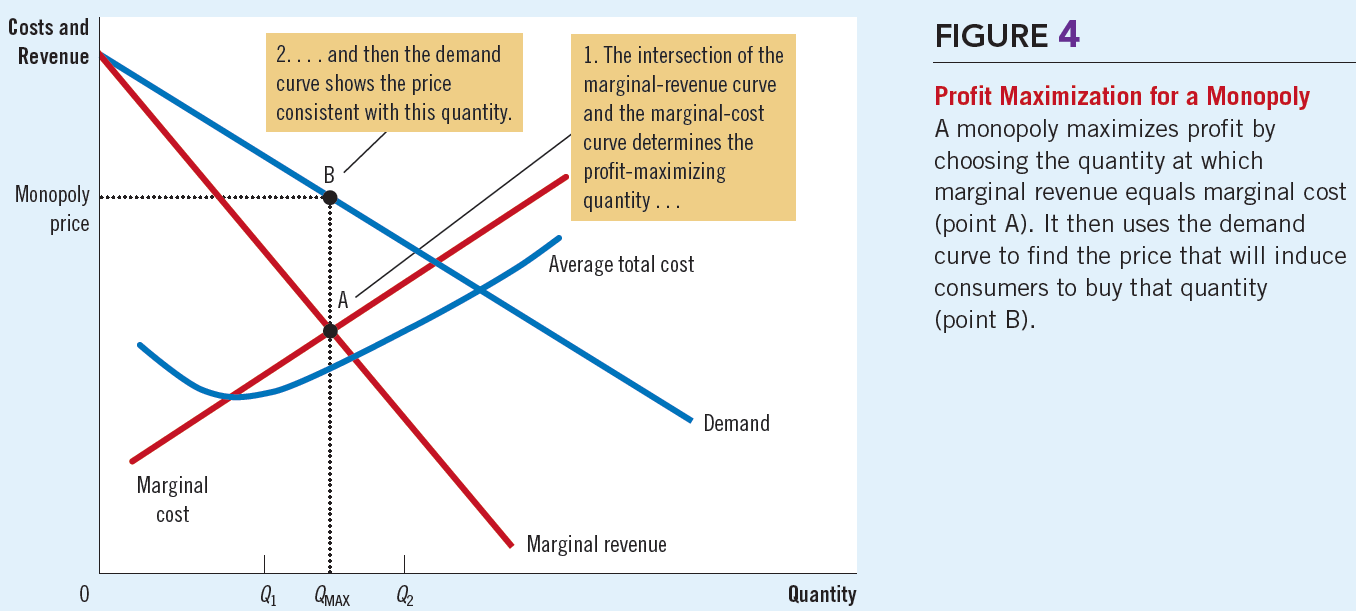 Costs and
Revenue
2. . . . and then the demand
curve shows the price
consistent with this quantity.
1. The intersection of the
marginal-revenue curve
and the marginal-cost
curve determines the
profit-maximizing
quantity . . .
B
Monopoly
price
A
Average total cost
Demand
Marginal
cost
Marginal revenue
0
Q1
QMAX
Q2
Quantity
FIGURE 4
Profit Maximization for a Monopoly
A monopoly maximizes profit by
choosing the quantity at which
marginal revenue equals marginal cost
(point A). It then uses the demand
curve to find the price that will induce
consumers to buy that quantity
(point B).